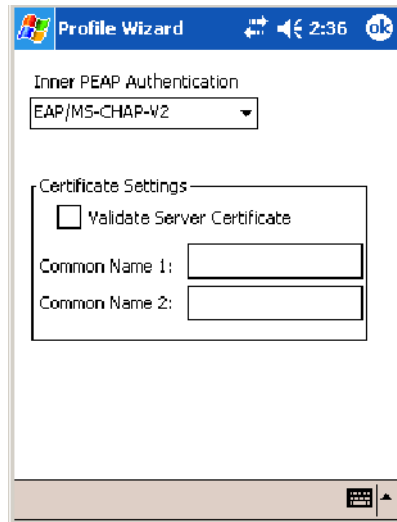 Profile Wizard 2:36 ok
Inner PEAP Authentication
EAP/MS-CHAP-V2
Certificate Settings
Validate Server Certificate
Common Name 1:
Common Name 2: